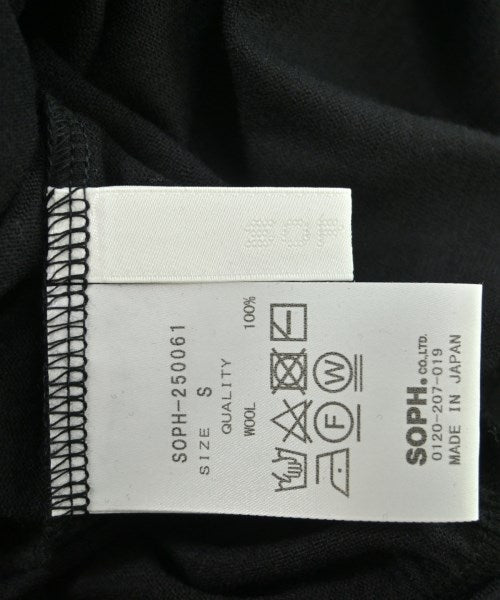 SOPH-250061
SIZE S
QUALITY
WOOL 100%
F W
SOPH.CO.,LTD.
0120-207-019
MADE IN JAPAN